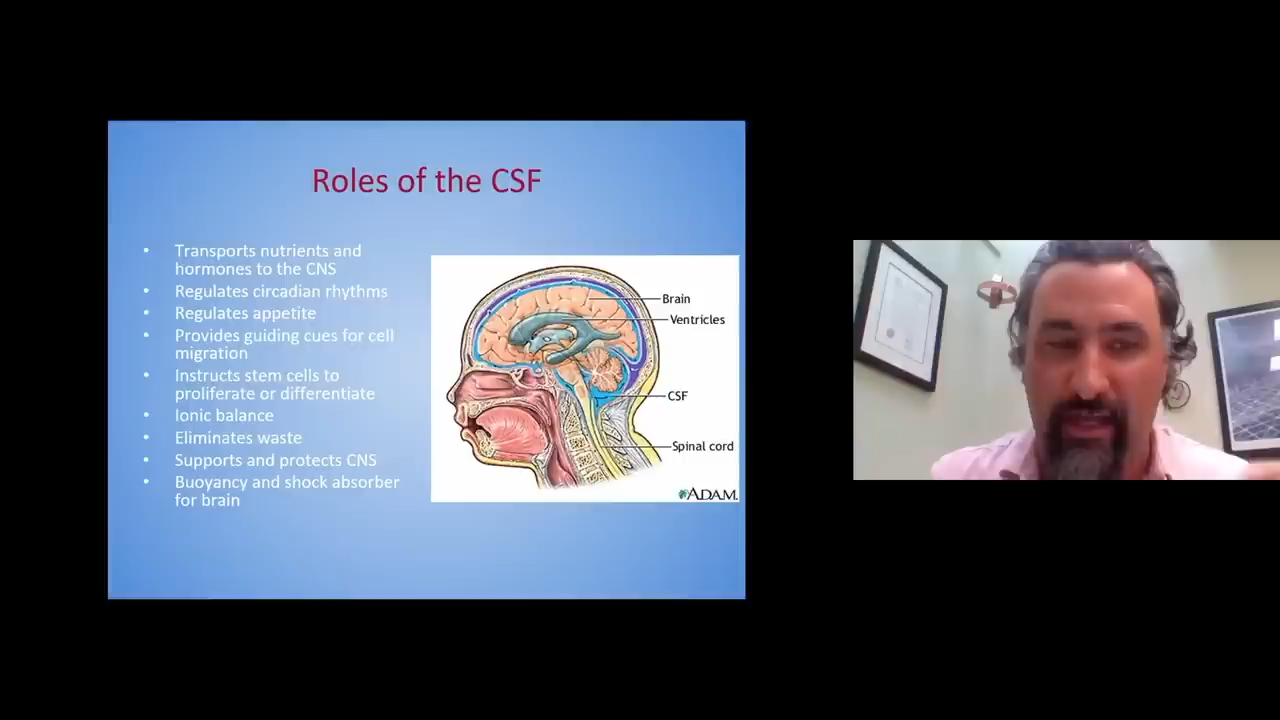 Roles of the CSF
• Transports nutrients and
hormones to the CNS
• Regulates circadian rhythms
• Regulates appetite
• Provides guiding cues for cell
migration
• Instructs stem cells to
proliferate or differentiate
• Ionic balance
• Eliminates waste
• Supports and protects CNS
• Buoyancy and shock absorber
for brain
Brain
Ventricles
CSF
Spinal cord
ADAM.